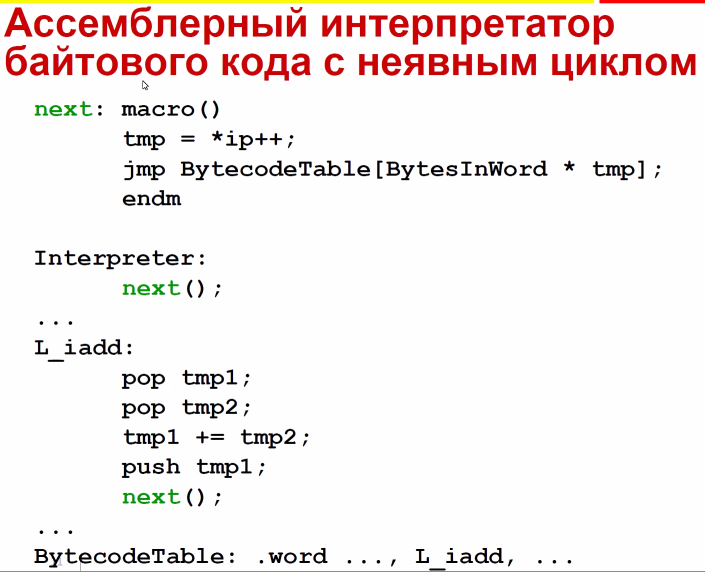 Ассемблерный интерпретатор
байтового кода с неявным циклом
next: macro()
tmp = *ip++;
jmp BytecodeTable[BytesInWord * tmp];
endm
Interpreter:
next();
...
L_iadd:
pop tmp1;
pop tmp2;
tmp1 += tmp2;
push tmp1;
next();
...
BytecodeTable: .word ..., L_iadd, ...